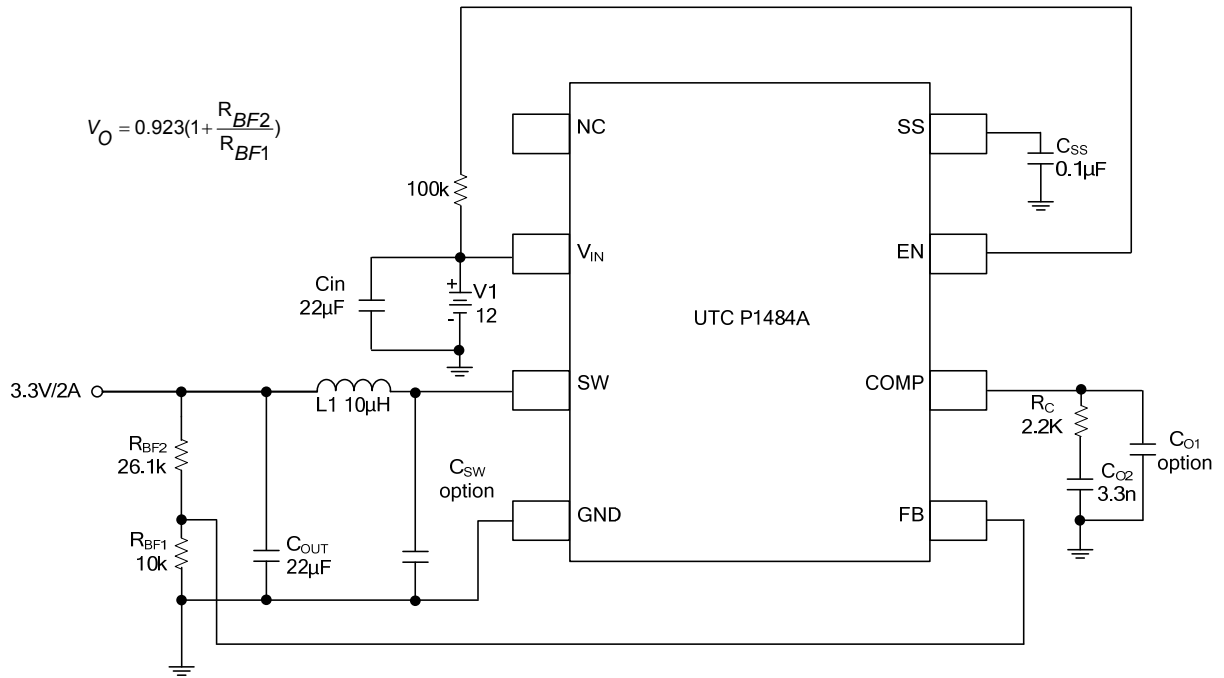 V_O = 0.923(1+ R_BF2 / R_BF1)
NC
SS
C_SS
0.1µF
100k
V_IN
EN
Cin
22µF
+
V1
12
-
UTC P1484A
3.3V/2A
L1 10µH
SW
COMP
R_C
2.2K
C_O1
option
R_BF2
26.1k
C_SW
option
C_O2
3.3n
GND
FB
R_BF1
10k
C_OUT
22µF